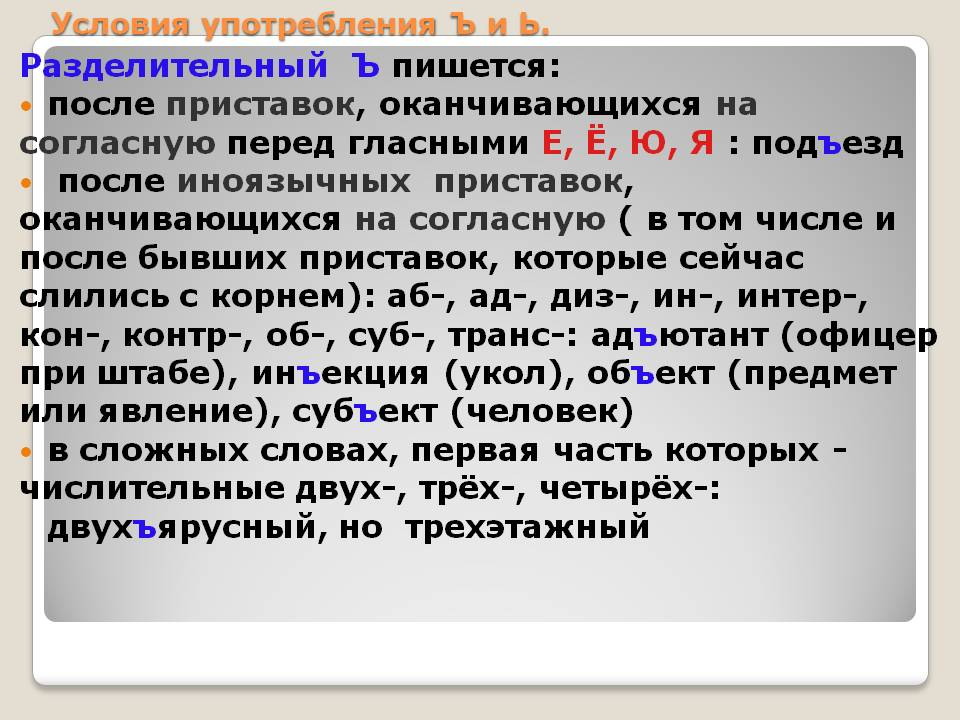 Условия употребления Ъ и Ь.
Разделительный Ъ пишется:
• после приставок, оканчивающихся на
согласную перед гласными Е, Ё, Ю, Я : подъезд
• после иноязычных приставок,
оканчивающихся на согласную ( в том числе и
после бывших приставок, которые сейчас
слились с корнем): аб-, ад-, диз-, ин-, интер-,
кон-, контр-, об-, суб-, транс-: адъютант (офицер
при штабе), инъекция (укол), объект (предмет
или явление), субъект (человек)
• в сложных словах, первая часть которых -
числительные двух-, трёх-, четырёх-:
двухъярусный, но трехэтажный